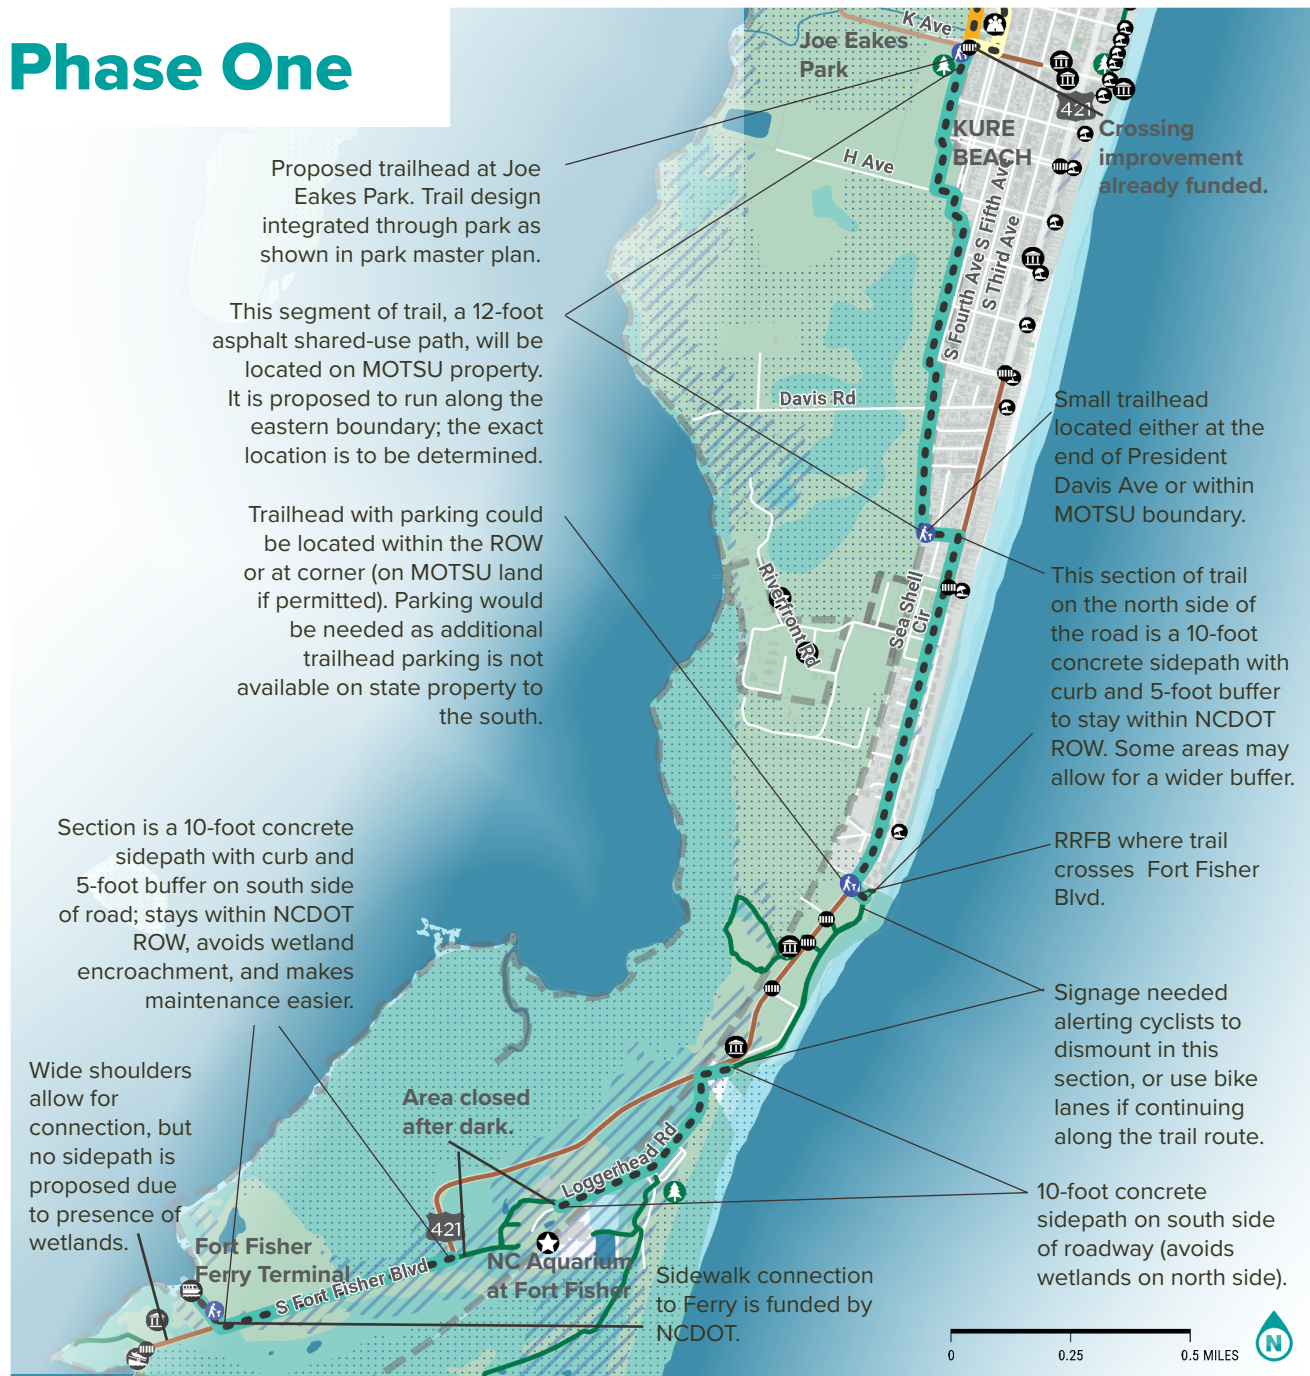 Phase One
K Ave
Joe Eakes
Park
421
KURE
BEACH
Crossing
improvement
already funded.
H Ave
Proposed trailhead at Joe
Eakes Park. Trail design
integrated through park as
shown in park master plan.
S Fifth Ave
S Fourth Ave
S Third Ave
This segment of trail, a 12-foot
asphalt shared-use path, will be
located on MOTSU property.
It is proposed to run along the
eastern boundary; the exact
location is to be determined.
Davis Rd
Small trailhead
located either at the
end of President
Davis Ave or within
MOTSU boundary.
Trailhead with parking could
be located within the ROW
or at corner (on MOTSU land
if permitted). Parking would
be needed as additional
trailhead parking is not
available on state property to
the south.
Riverfront Rd
Sea Shell
Cir
This section of trail
on the north side of
the road is a 10-foot
concrete sidepath with
curb and 5-foot buffer
to stay within NCDOT
ROW. Some areas may
allow for a wider buffer.
Section is a 10-foot concrete
sidepath with curb and
5-foot buffer on south side
of road; stays within NCDOT
ROW, avoids wetland
encroachment, and makes
maintenance easier.
RRFB where trail
crosses Fort Fisher
Blvd.
Signage needed
alerting cyclists to
dismount in this
section, or use bike
lanes if continuing
along the trail route.
Wide shoulders
allow for
connection, but
no sidepath is
proposed due
to presence of
wetlands.
Area closed
after dark.
Loggerhead Rd
10-foot concrete
sidepath on south side
of roadway (avoids
wetlands on north side).
421
Fort Fisher
Ferry Terminal
S Fort Fisher Blvd
NC Aquarium
at Fort Fisher
Sidewalk connection
to Ferry is funded by
NCDOT.
N
0 0.25 0.5 MILES